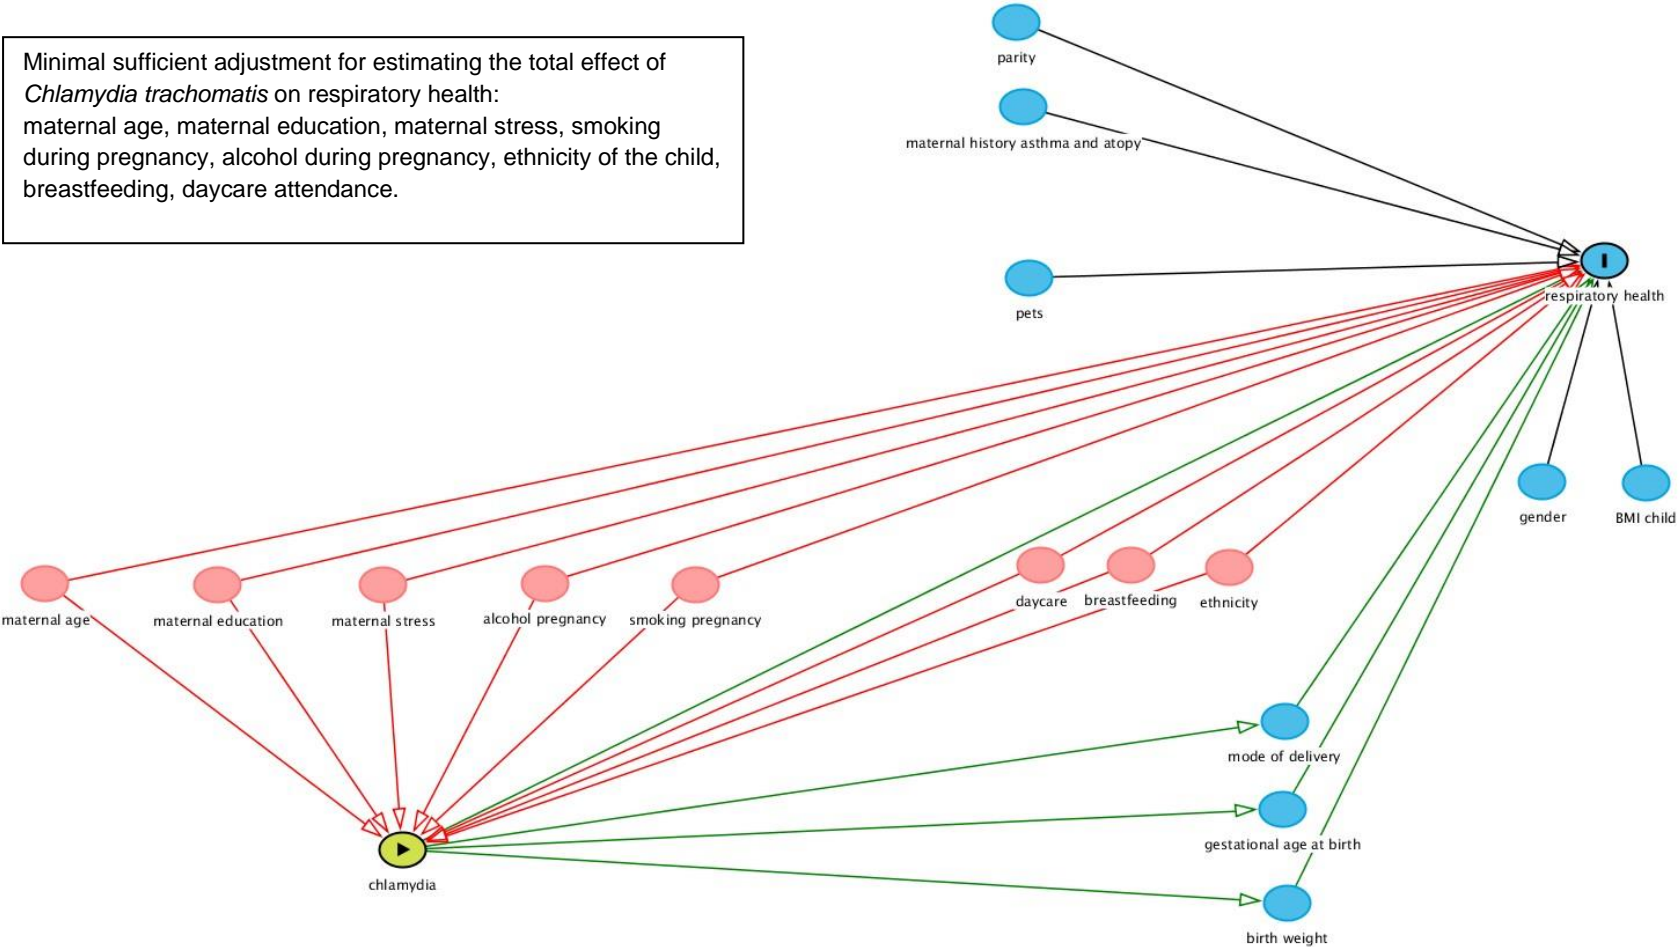 Minimal sufficient adjustment for estimating the total effect of
Chlamydia trachomatis on respiratory health:
maternal age, maternal education, maternal stress, smoking
during pregnancy, alcohol during pregnancy, ethnicity of the child,
breastfeeding, daycare attendance.
parity
maternal history asthma and atopy
pets
respiratory health
gender
BMI child
maternal age
maternal education
maternal stress
alcohol pregnancy
smoking pregnancy
daycare
breastfeeding
ethnicity
mode of delivery
gestational age at birth
chlamydia
birth weight